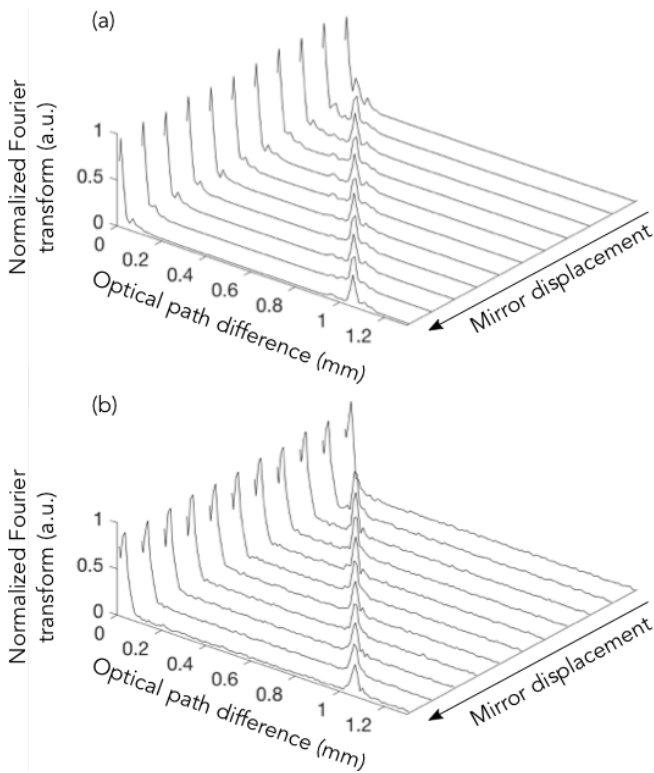 (a)
Normalized Fourier
transform (a.u.)
1
0.5
0
0
0.2
0.4
0.6
0.8
1
1.2
Optical path difference (mm)
Mirror displacement
(b)
Normalized Fourier
transform (a.u.)
1
0.5
0
0
0.2
0.4
0.6
0.8
1
1.2
Optical path difference (mm)
Mirror displacement